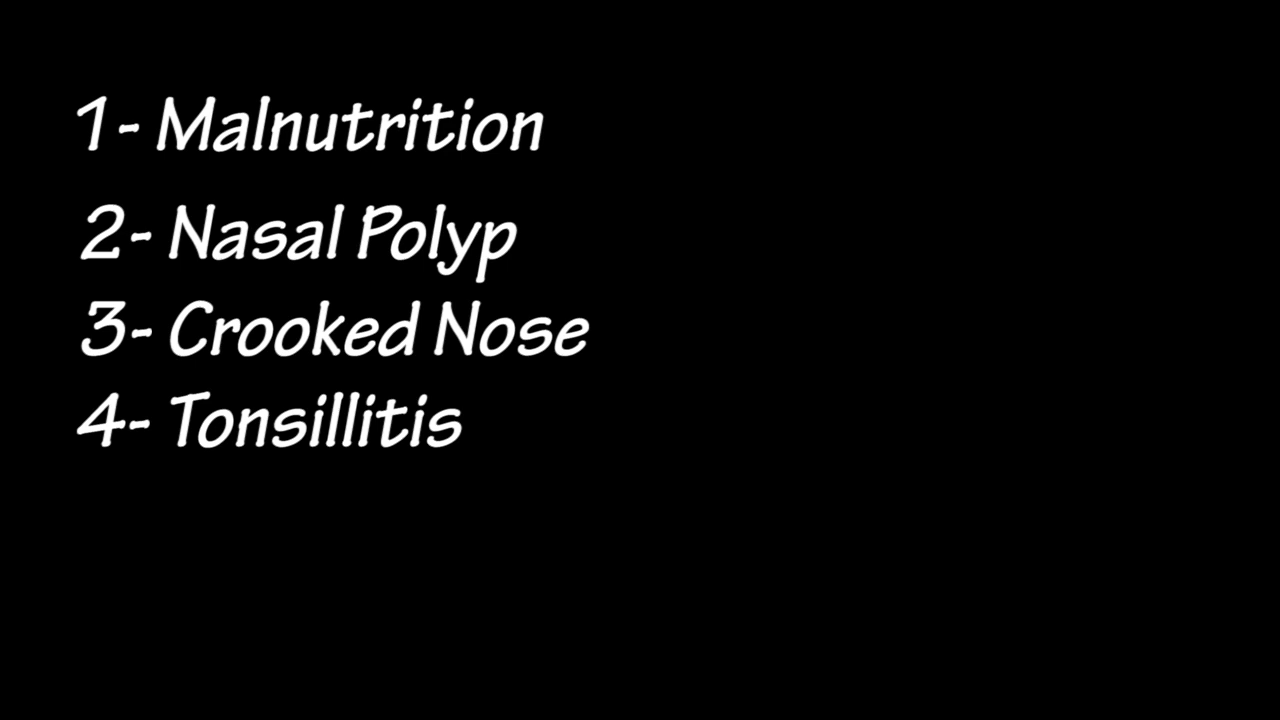 1- Malnutrition
2- Nasal Polyp
3- Crooked Nose
4- Tonsillitis